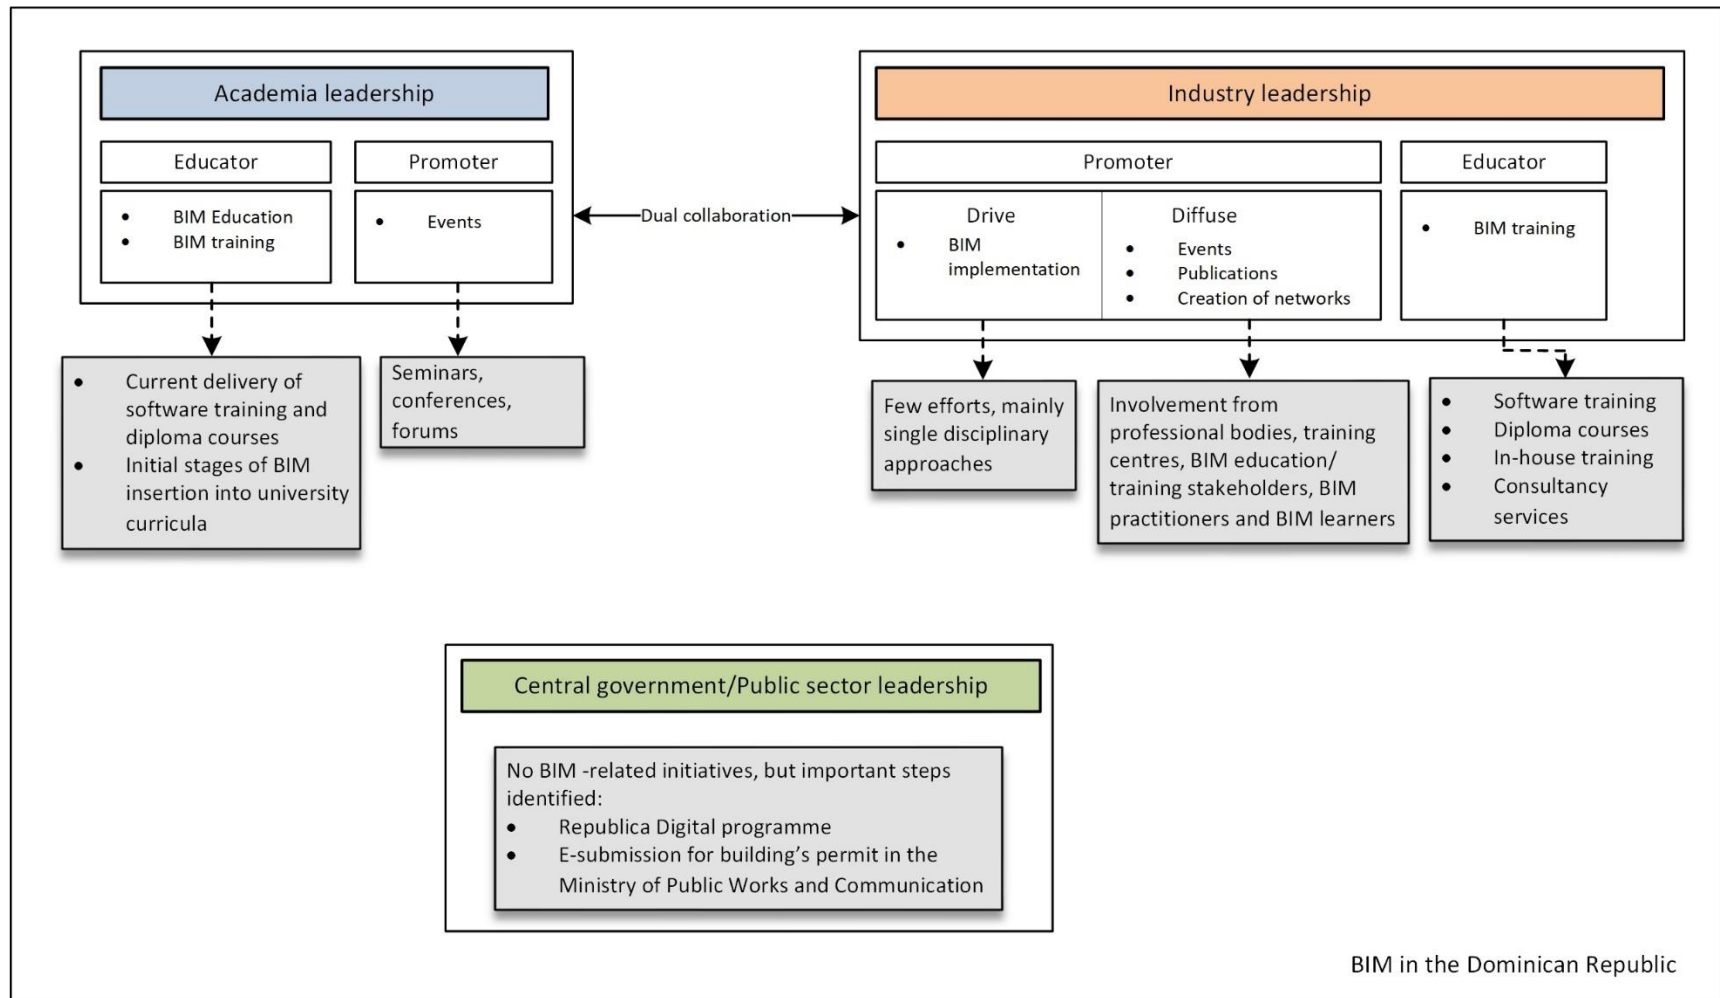 Academia leadership
Educator
Promoter
• BIM Education
• BIM training
• Events
Dual collaboration
Industry leadership
Promoter
Educator
Drive
• BIM
implementation
Diffuse
• Events
• Publications
• Creation of networks
• BIM training
• Current delivery of
software training and
diploma courses
• Initial stages of BIM
insertion into university
curricula
Seminars,
conferences,
forums
Few efforts, mainly
single disciplinary
approaches
Involvement from
professional bodies, training
centres, BIM education/
training stakeholders, BIM
practitioners and BIM learners
• Software training
• Diploma courses
• In-house training
• Consultancy
services
Central government/Public sector leadership
No BIM -related initiatives, but important steps
identified:
• Republica Digital programme
• E-submission for building’s permit in the
Ministry of Public Works and Communication
BIM in the Dominican Republic